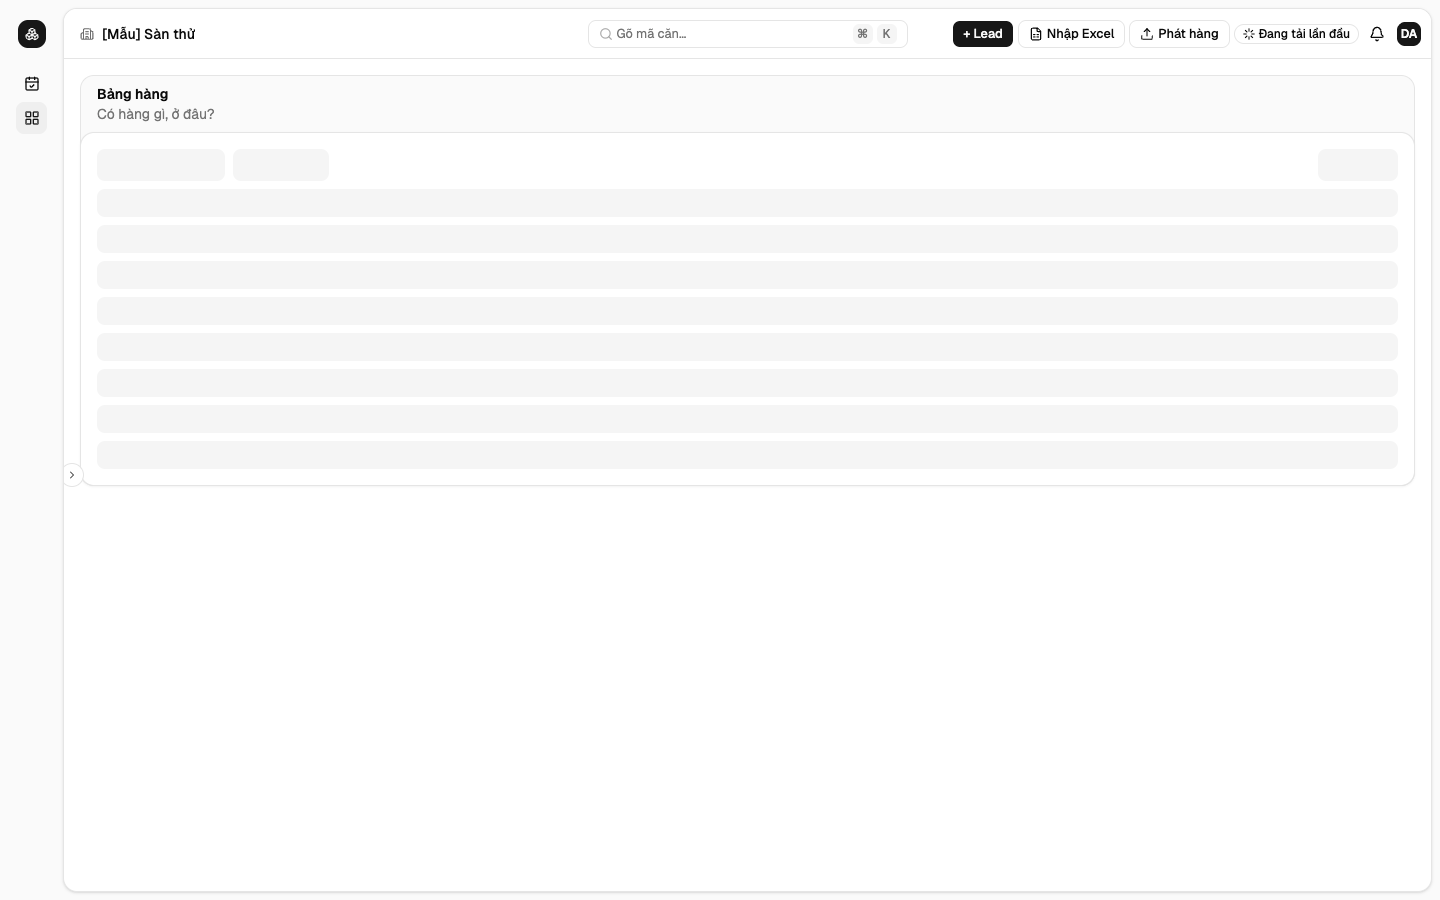 [Mẫu] Sàn thử
Gõ mã căn... ⌘ K
+ Lead
Nhập Excel
Phát hàng
Đang tải lần đầu
DA
Bảng hàng
Có hàng gì, ở đâu?